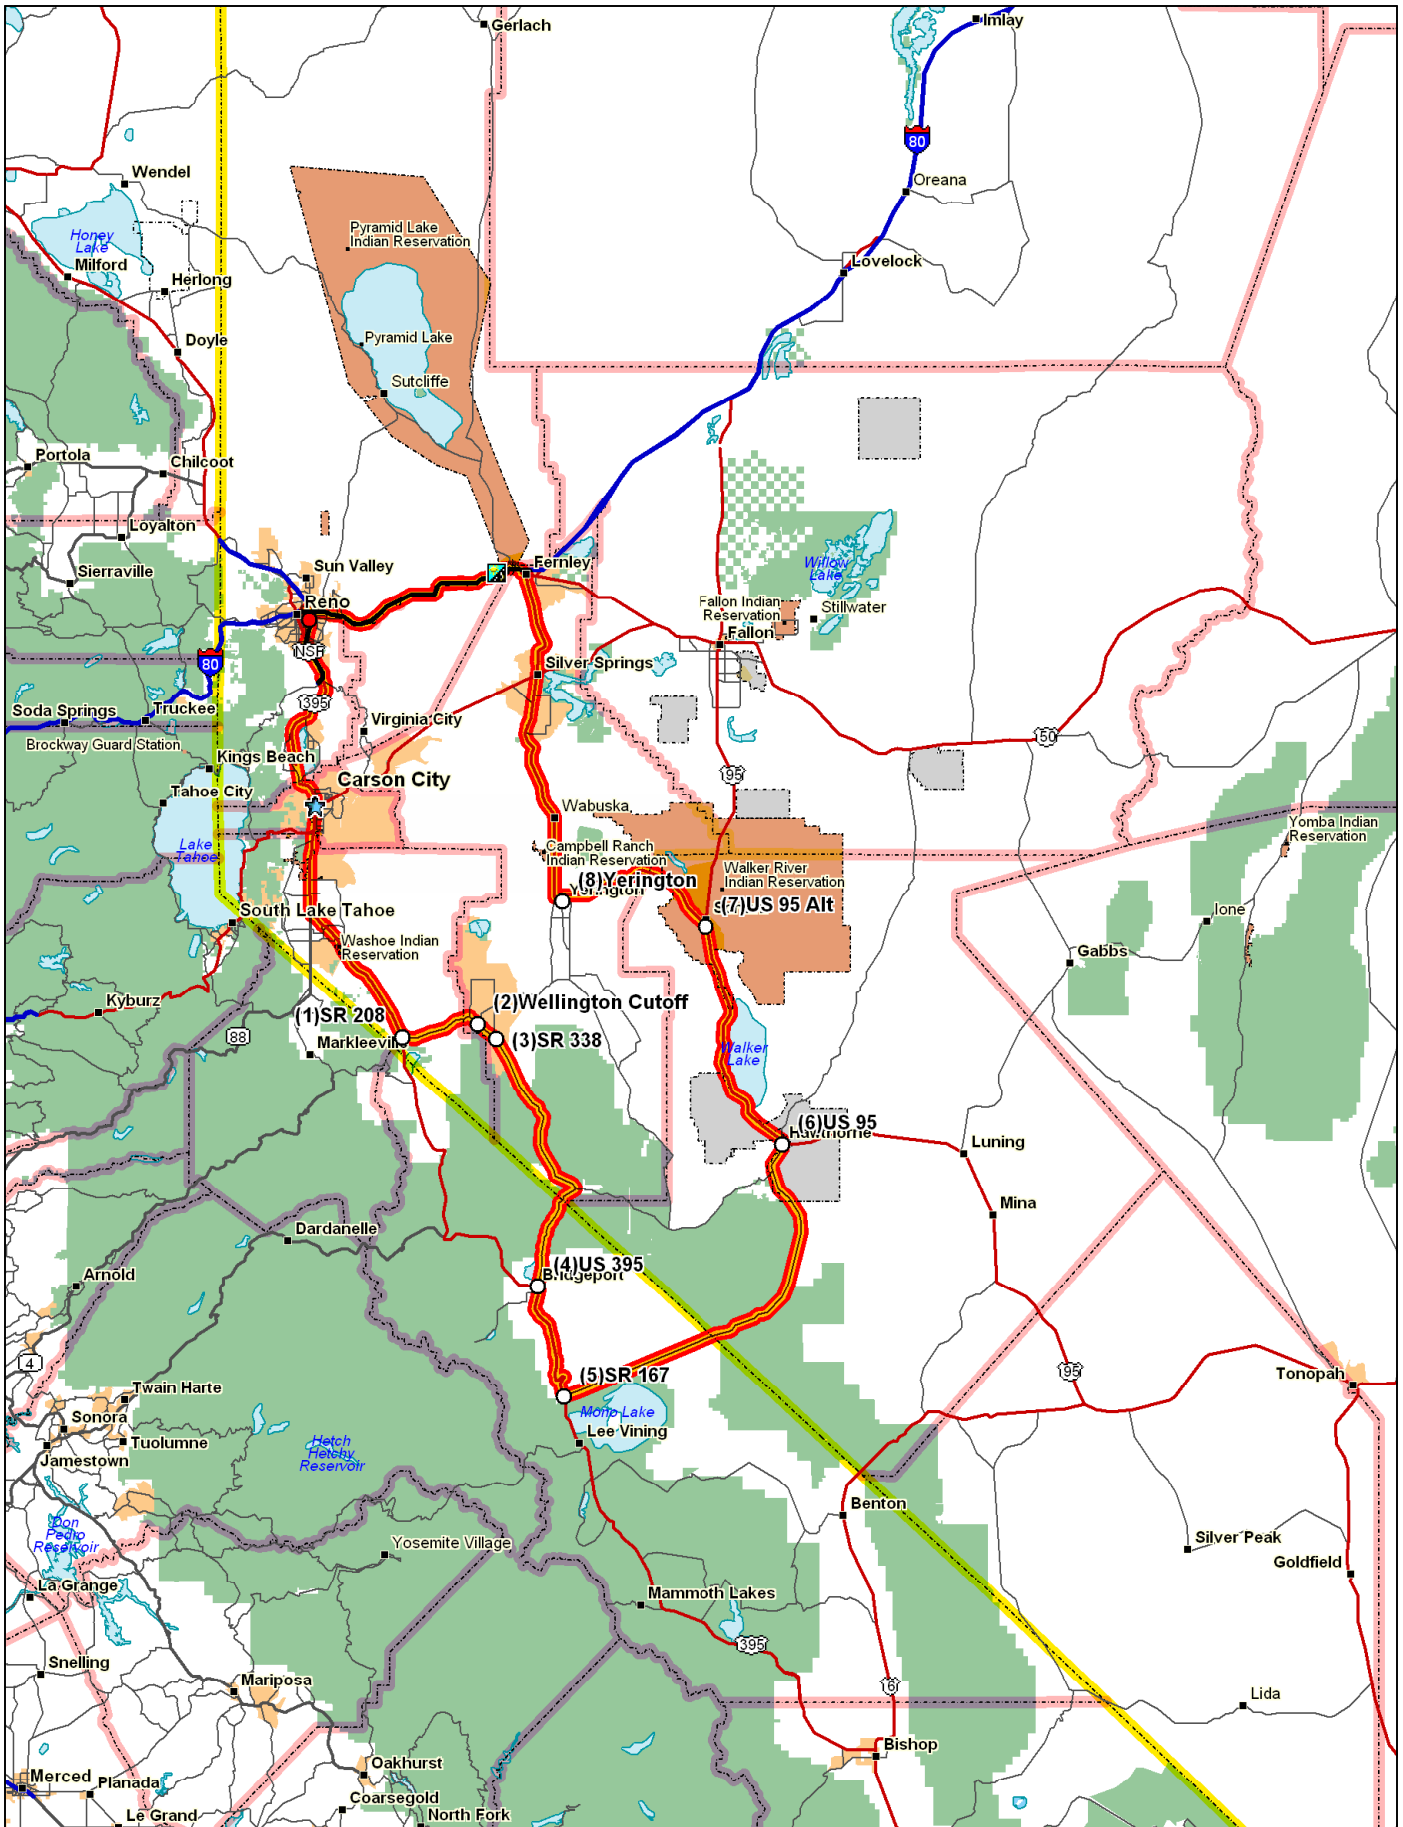 Gerlach
Imlay
80
Wendel
Oreana
Pyramid Lake
Indian Reservation
Honey
Lake
Milford
Lovelock
Herlong
Doyle
Pyramid Lake
Sutcliffe
Portola
Chilcoot
Loyalton
Sun Valley
Fernley
Sierraville
Willow
Lake
Reno
Fallon Indian
Reservation
Stillwater
Fallon
NSF
80
Silver Springs
395
Soda Springs
Truckee
Virginia City
Brockway Guard Station
50
Kings Beach
Carson City
95
Tahoe City
Wabuska
Yomba Indian
Reservation
Lake
Tahoe
Campbell Ranch
Indian Reservation
Walker River
Indian Reservation
(8)Yerington
Yerington
(7)US 95 Alt
South Lake Tahoe
Ione
Washoe Indian
Reservation
Gabbs
Kyburz
(2)Wellington Cutoff
(1)SR 208
88
Markleeville
(3)SR 338
Walker
Lake
(6)US 95
Hawthorne
Luning
Mina
Dardanelle
(4)US 395
Bridgeport
Arnold
4
(5)SR 167
95
Tonopah
Twain Harte
Mono Lake
Sonora
Lee Vining
Tuolumne
Hetch
Hetchy
Reservoir
Jamestown
Benton
Don
Pedro
Reservoir
Silver Peak
Yosemite Village
Goldfield
La Grange
Mammoth Lakes
395
Snelling
Mariposa
6
Lida
Bishop
Oakhurst
Merced
Planada
Coarsegold
Le Grand
North Fork